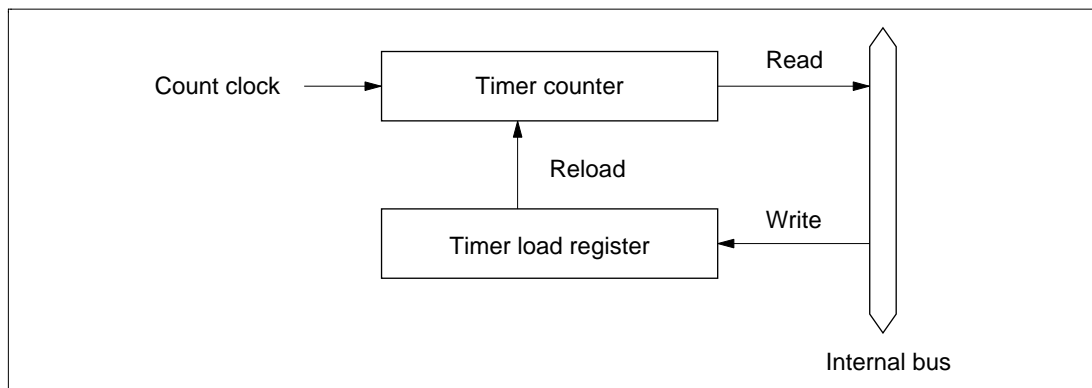 Read
Count clock
Timer counter
Reload
Write
Timer load register
Internal bus